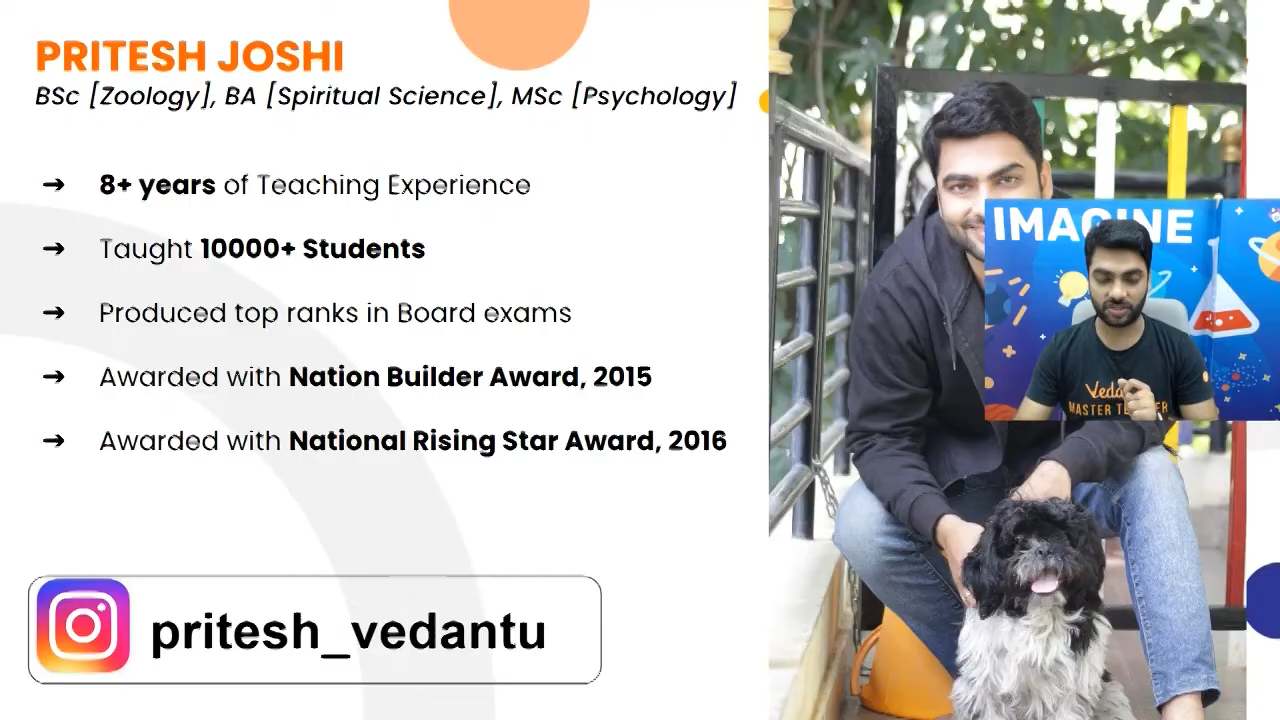 PRITESH JOSHI
BSc [Zoology], BA [Spiritual Science], MSc [Psychology]
➔ 8+ years of Teaching Experience
➔ Taught 10000+ Students
➔ Produced top ranks in Board exams
➔ Awarded with Nation Builder Award, 2015
➔ Awarded with National Rising Star Award, 2016
pritesh_vedantu
IMAGINE
MASTER